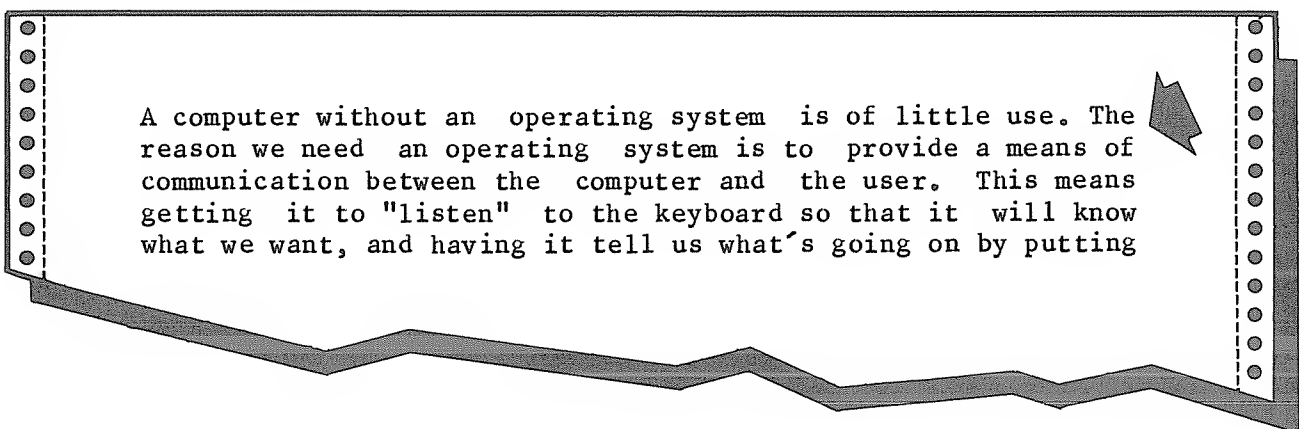 A computer without an  operating system  is of little use. The
reason we need  an operating  system is to  provide a means of
communication between the  computer and  the user.  This means
getting  it to "listen"  to the keyboard so that it  will know
what we want, and having it tell us what's going on by putting